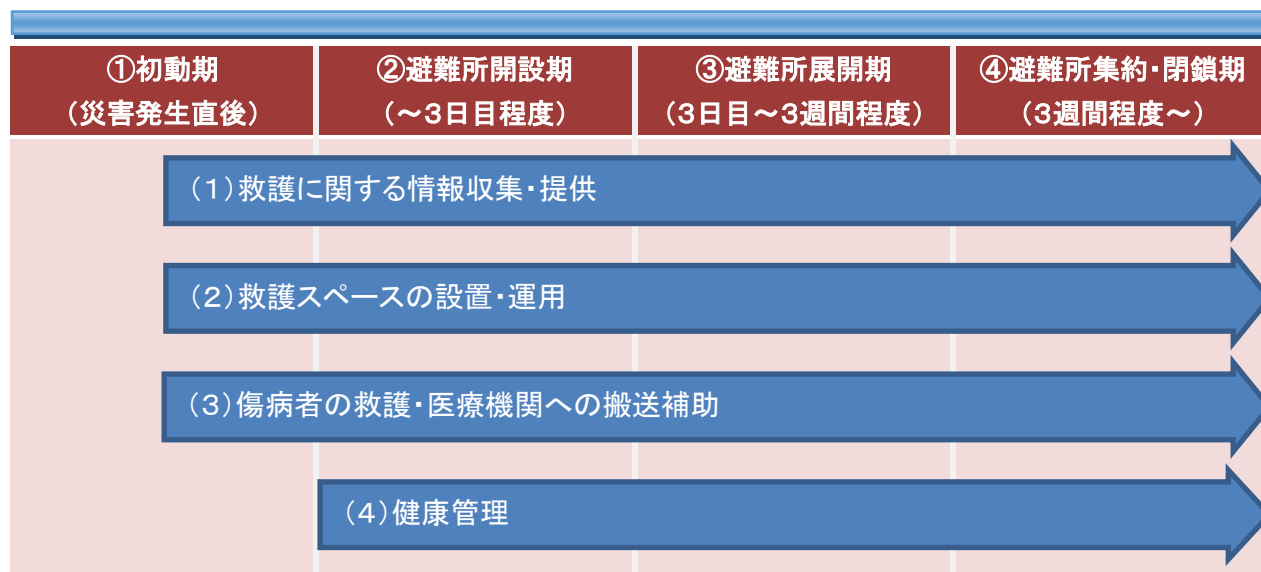 ①初動期
(災害発生直後)
②避難所開設期
(~3日目程度)
③避難所展開期
(3日目~3週間程度)
④避難所集約・閉鎖期
(3週間程度~)
(1)救護に関する情報収集・提供
(2)救護スペースの設置・運用
(3)傷病者の救護・医療機関への搬送補助
(4)健康管理